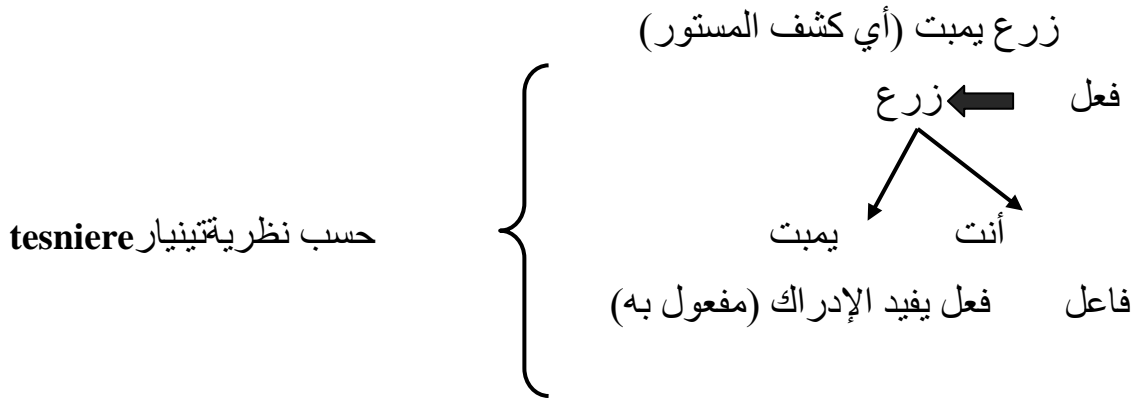 زرع يمبت (أي كشف المستور)
فعل زرع
أنت يمبت
حسب نظريةتينيار tesniere
فاعل فعل يفيد الإدراك (مفعول به)